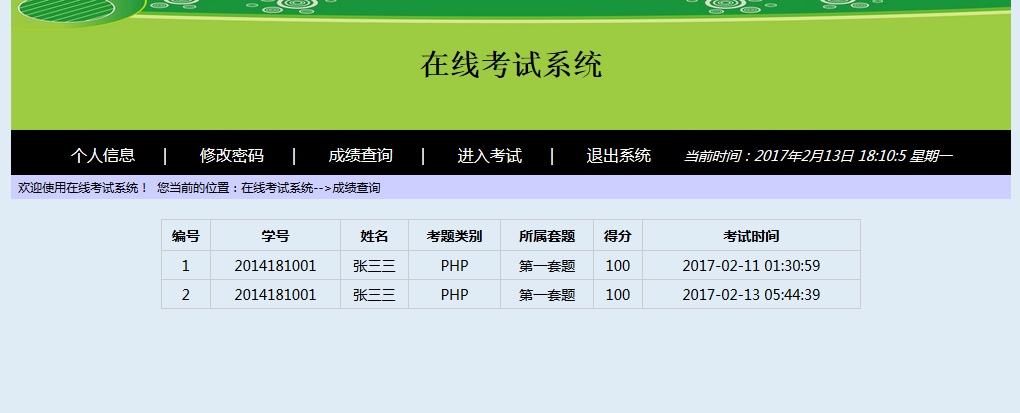 在线考试系统
个人信息 | 修改密码 | 成绩查询 | 进入考试 | 退出系统 当前时间：2017年2月13日 18:10:5 星期一
欢迎使用在线考试系统！ 您当前的位置：在线考试系统-->成绩查询
编号 学号 姓名 考题类别 所属套题 得分 考试时间
1 2014181001 张三三 PHP 第一套题 100 2017-02-11 01:30:59
2 2014181001 张三三 PHP 第一套题 100 2017-02-13 05:44:39